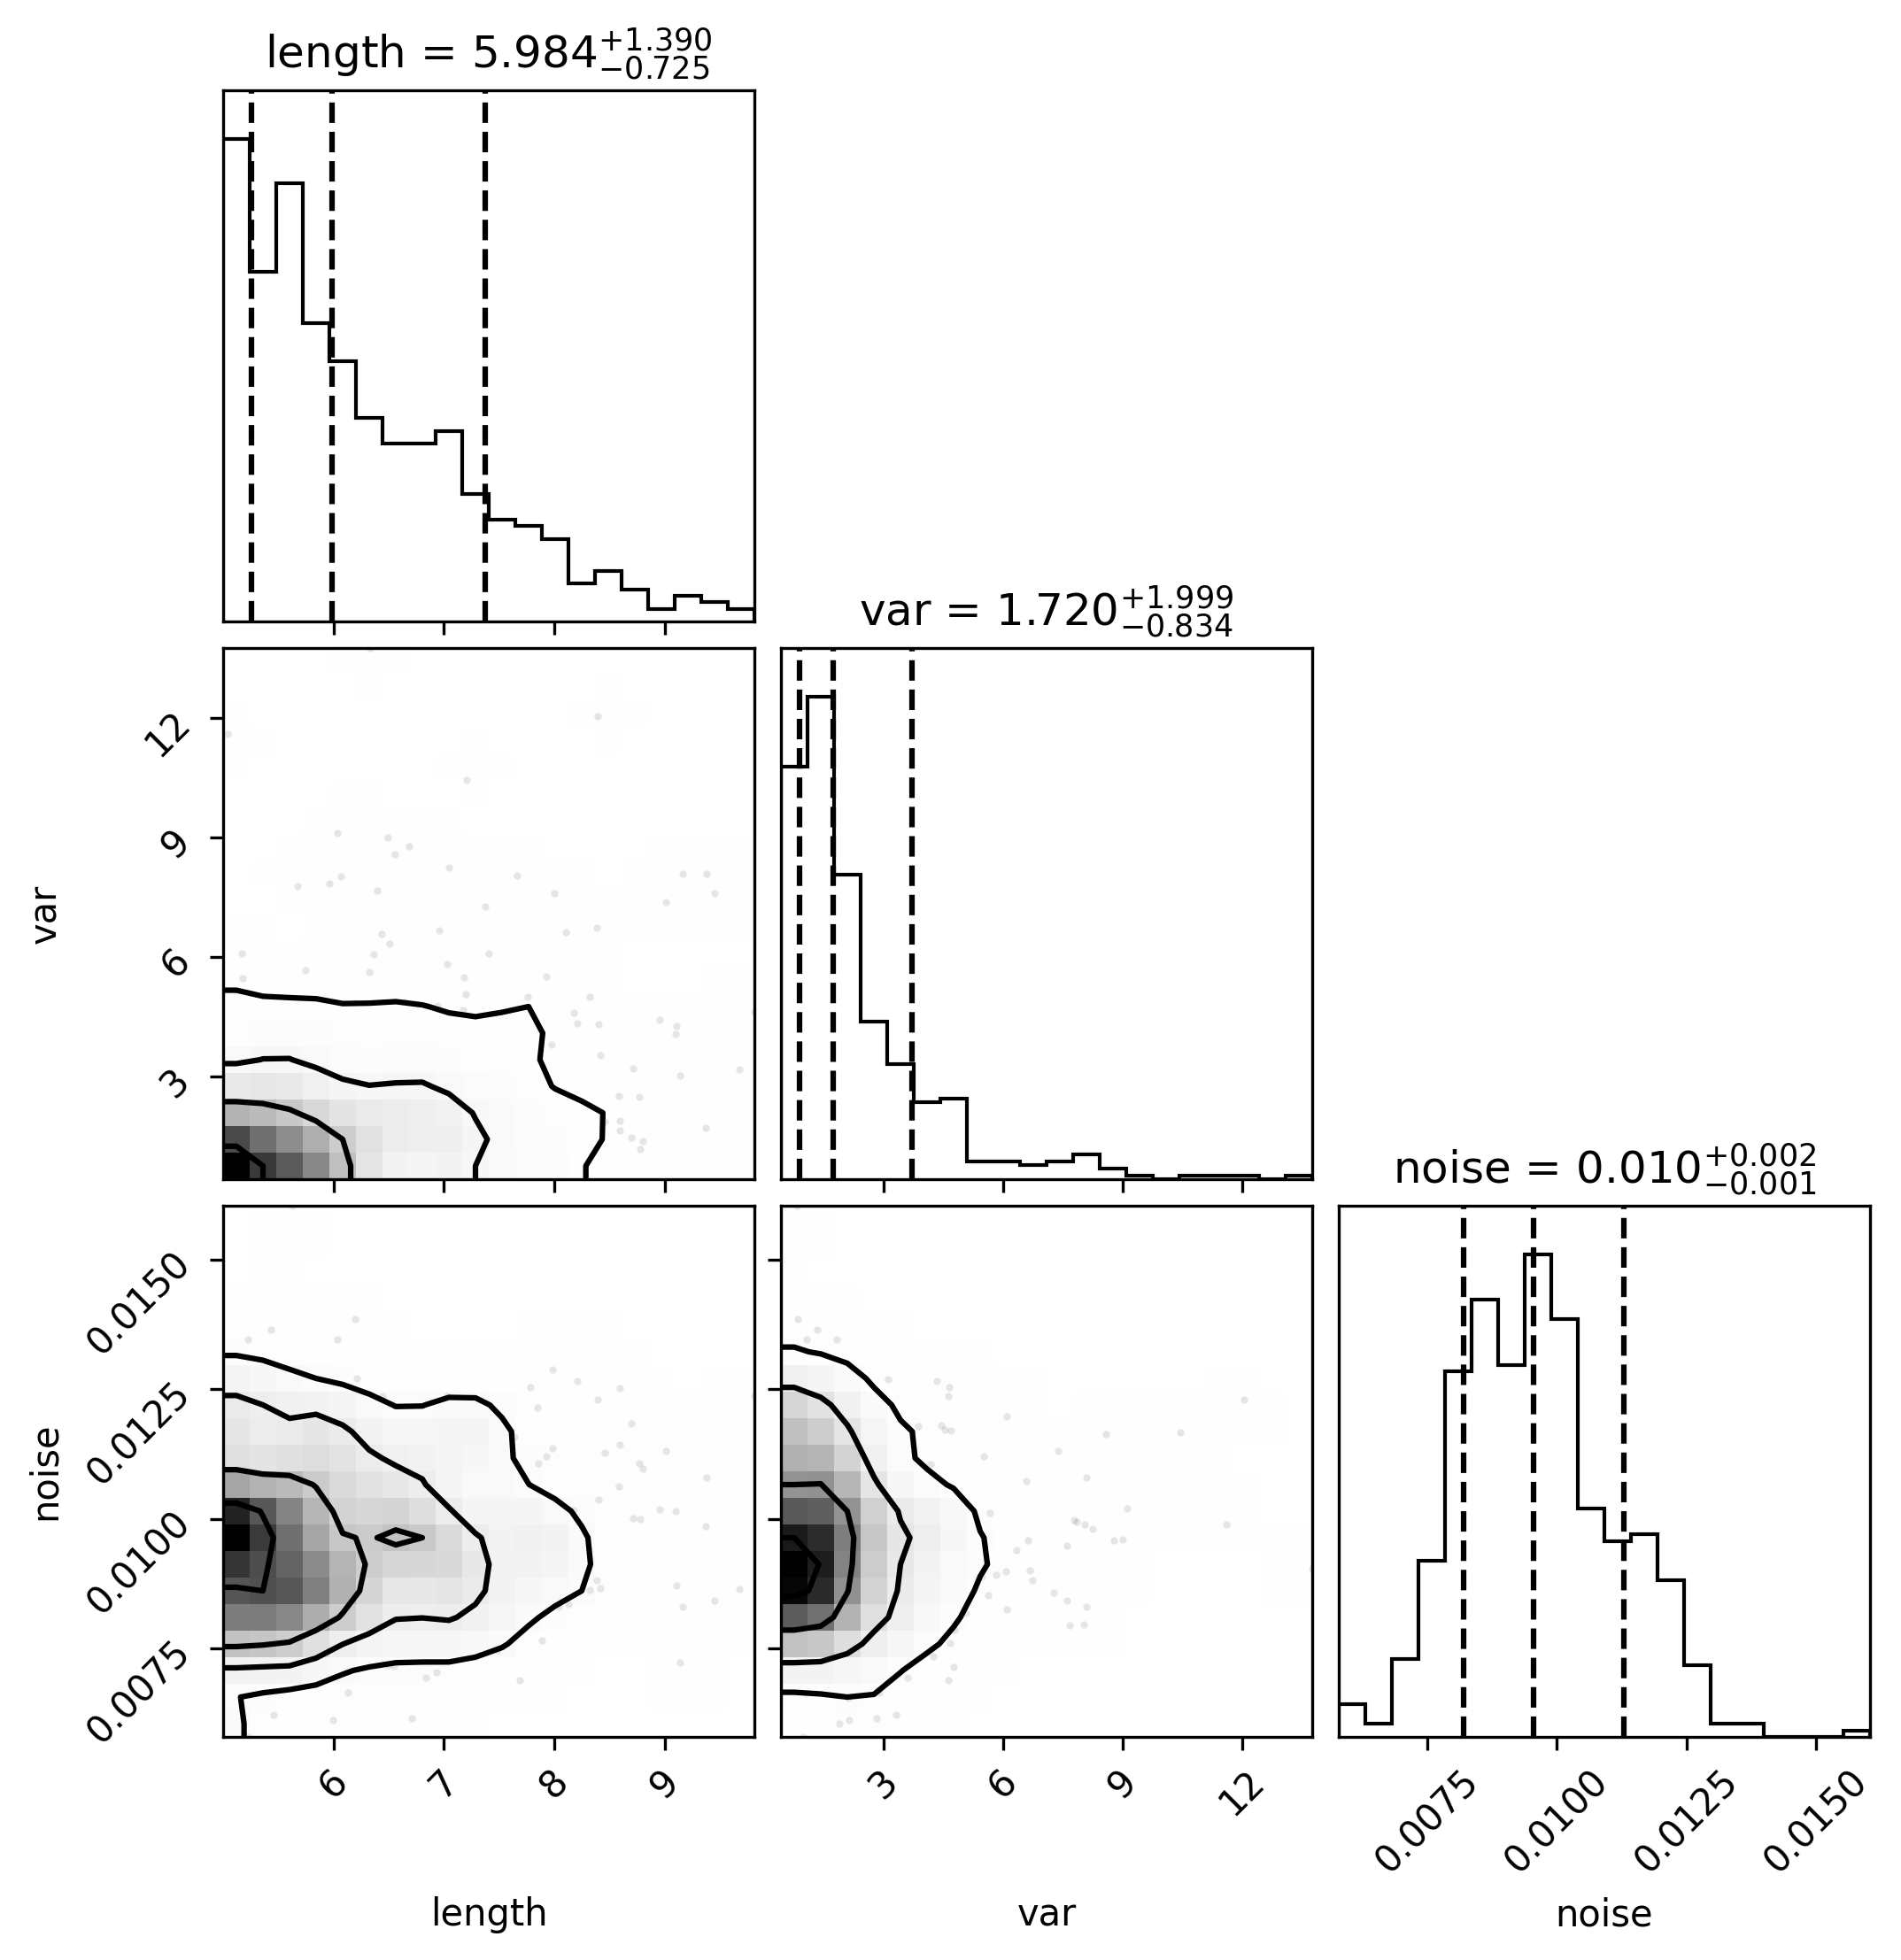 length = 5.984 +1.390 −0.725
var = 1.720 +1.999 −0.834
12
9
6
3
var
noise = 0.010 +0.002 −0.001
0.0150
0.0125
0.0100
0.0075
noise
6 7 8 9
3 6 9 12
0.0075 0.0100 0.0125 0.0150
length
var
noise